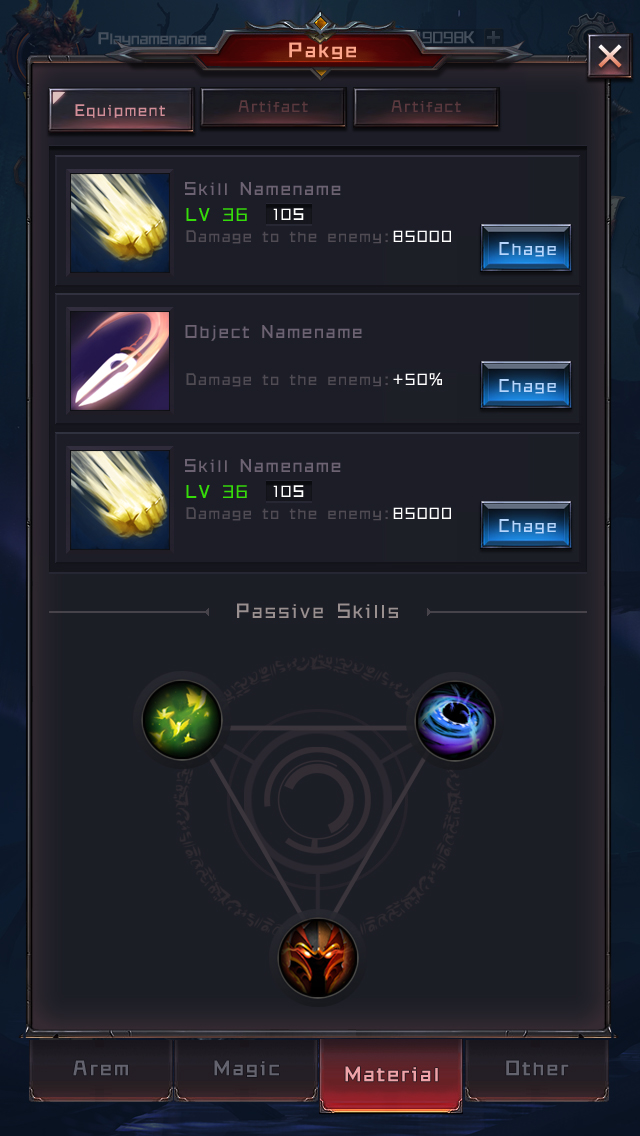 Playnamename
19098K +
Pakge
Equipment
Artifact
Artifact
Skill Namename
LV 36 105
Damage to the enemy:85000
Chage
Object Namename
Damage to the enemy:+50%
Chage
Skill Namename
LV 36 105
Damage to the enemy:85000
Chage
Passive Skills
Arem
Magic
Material
Other